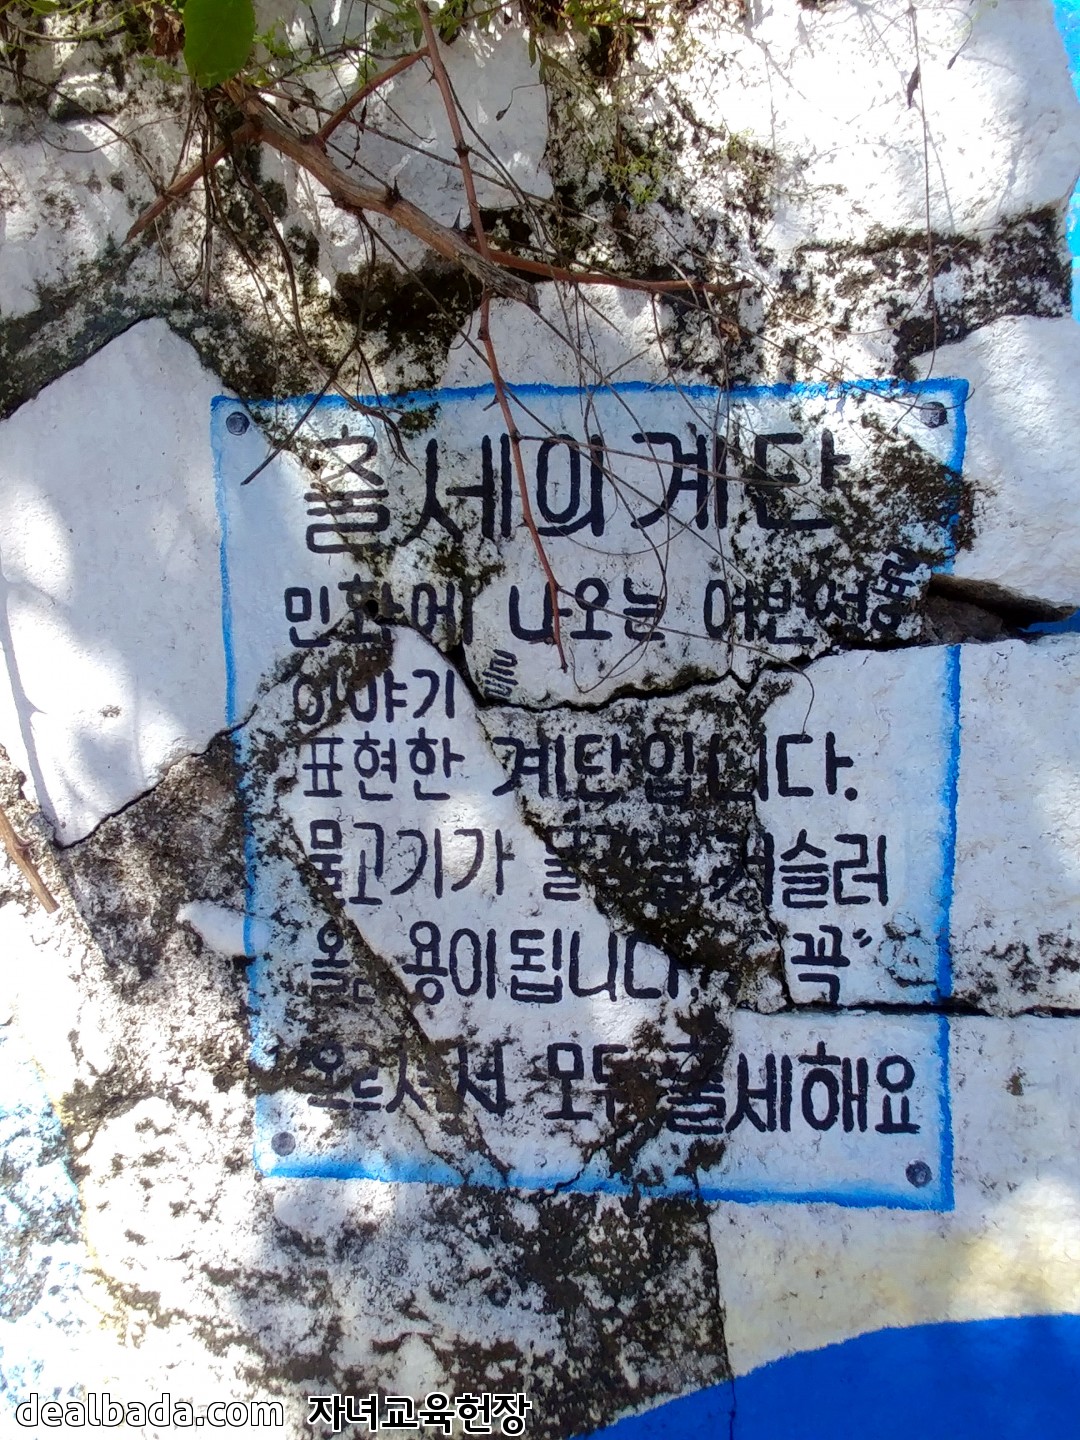 출세의 계단
민화에 나오는 어변성룡
이야기를
표현한 계단입니다.
물고기가 물을 거슬러
올라 용이됩니다. "꼭"
오르셔서 모두 출세해요
dealbada.com 자녀교육헌장